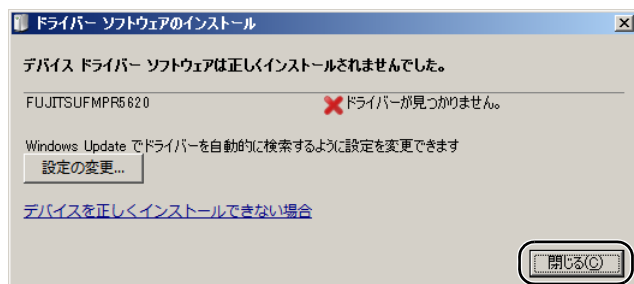 ドライバー ソフトウェアのインストール
デバイス ドライバー ソフトウェアは正しくインストールされませんでした。
FUJITSUFMPR5620 ドライバーが見つかりません。
Windows Update でドライバーを自動的に検索するように設定を変更できます
設定の変更...
デバイスを正しくインストールできない場合
閉じる(C)